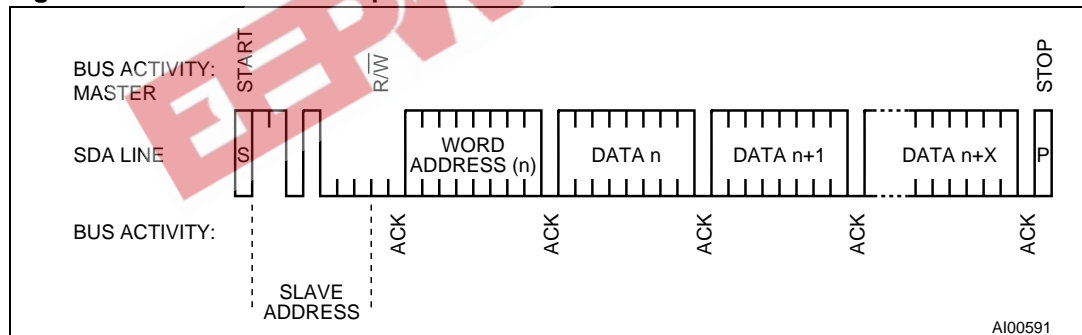 BUS ACTIVITY:
MASTER
START
R/W
STOP
SDA LINE
S
WORD
ADDRESS (n)
DATA n
DATA n+1
DATA n+X
P
BUS ACTIVITY:
ACK
ACK
ACK
ACK
ACK
SLAVE
ADDRESS
AI00591